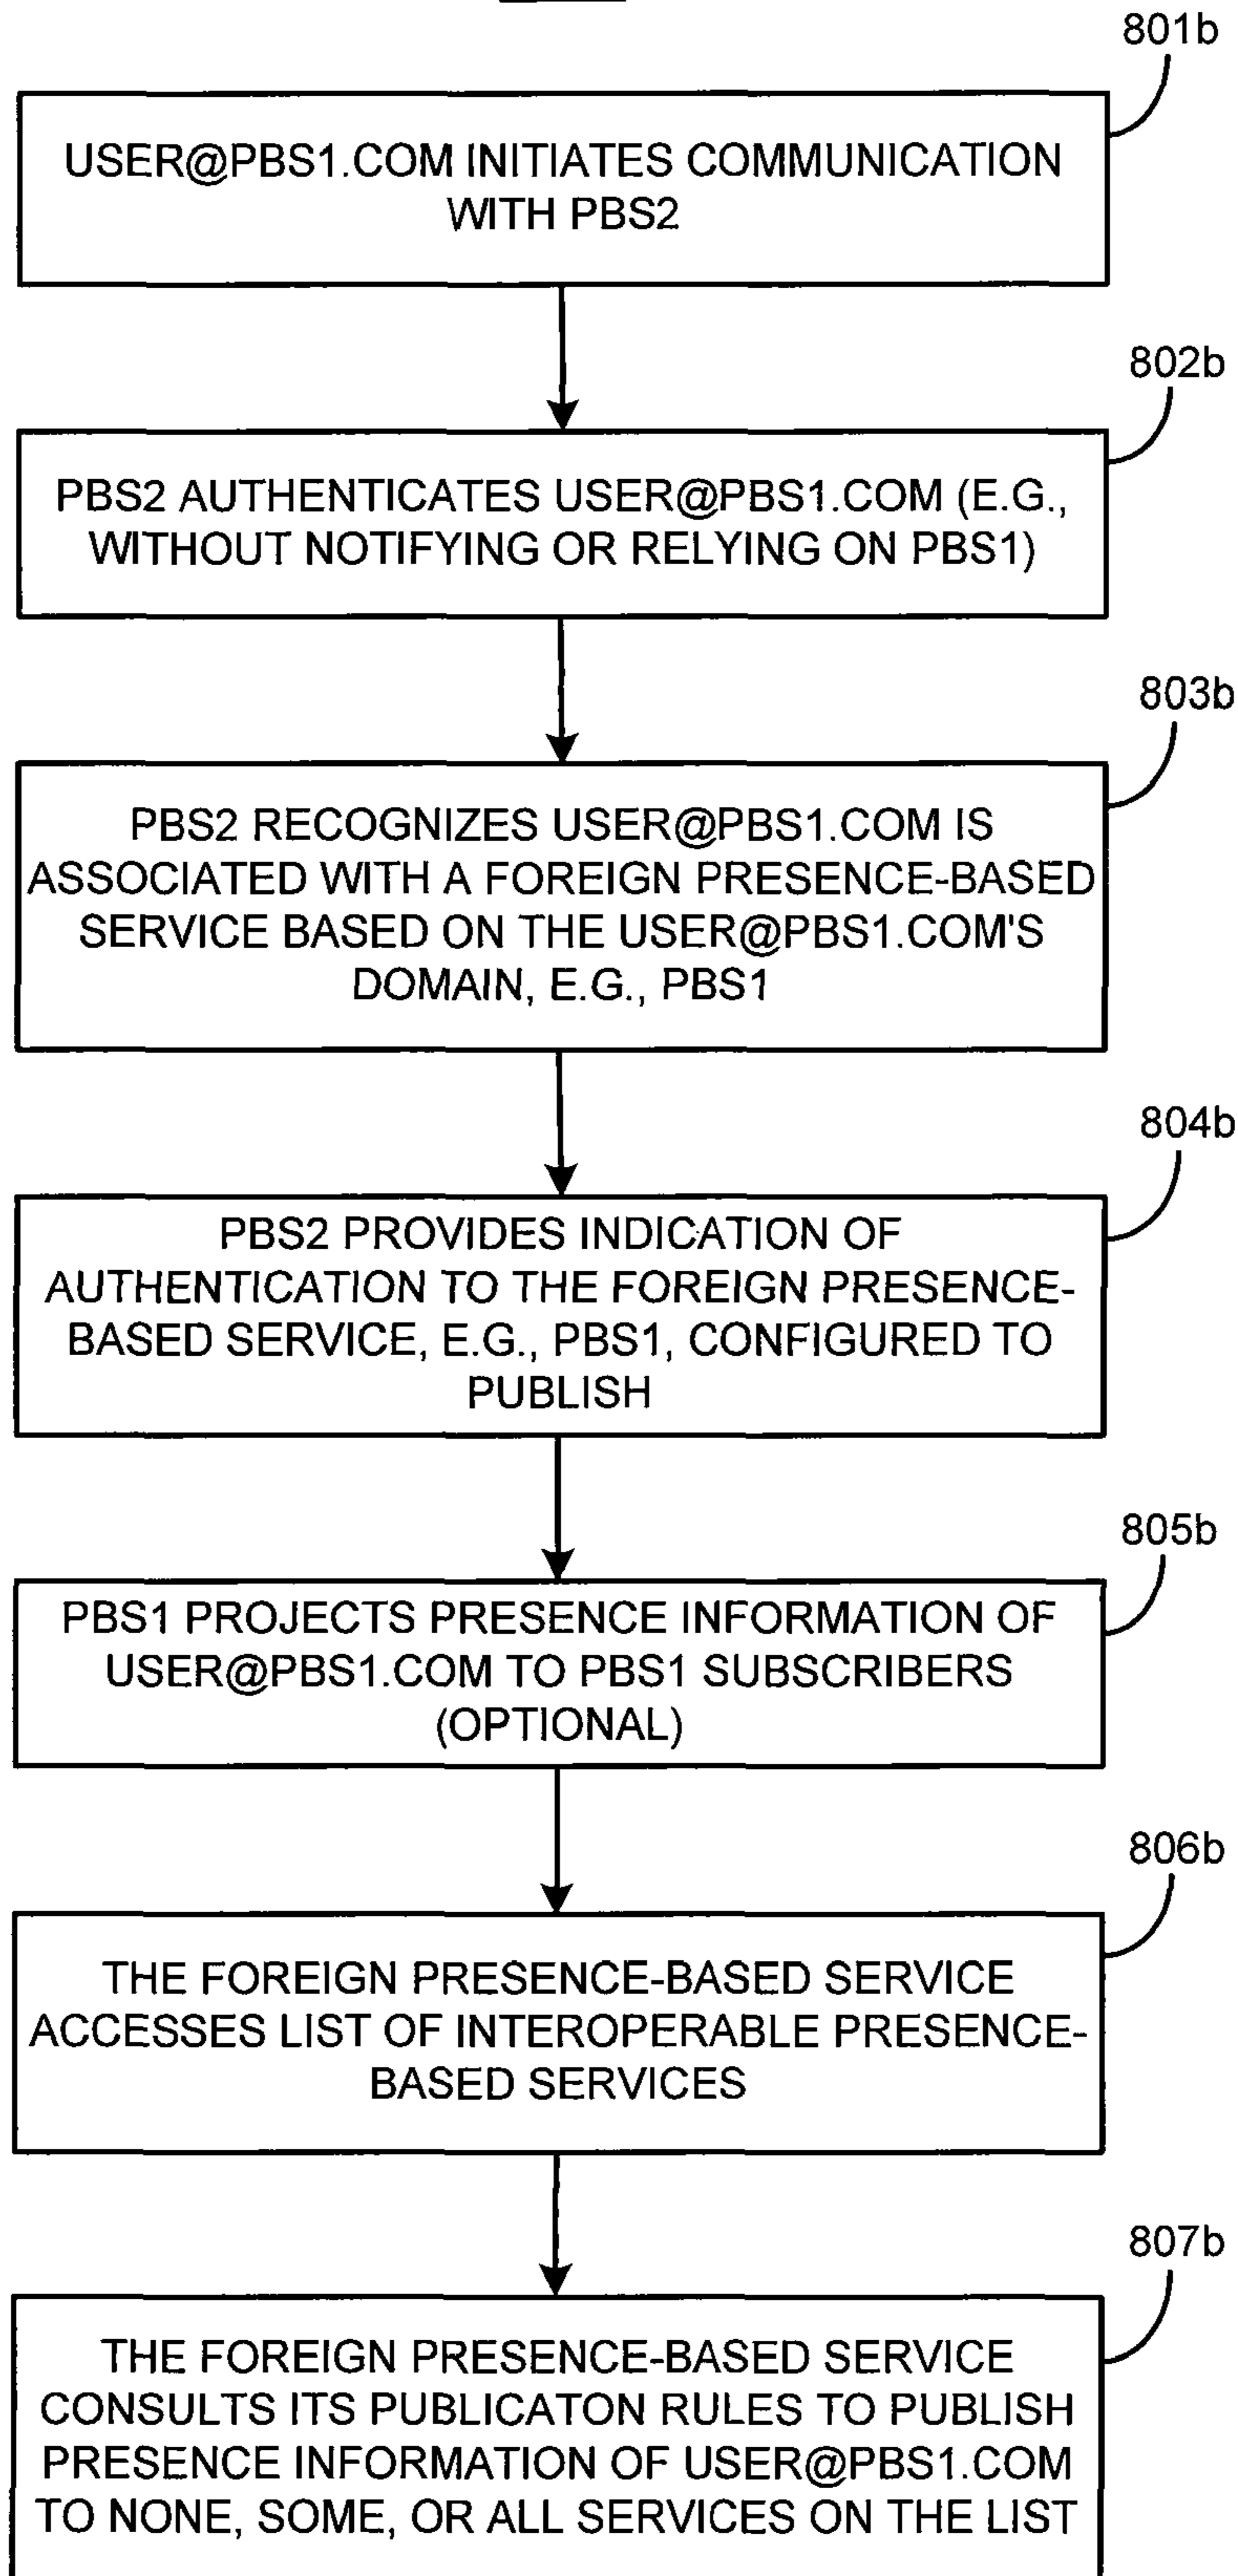 801b
USER@PBS1.COM INITIATES COMMUNICATION
WITH PBS2
802b
PBS2 AUTHENTICATES USER@PBS1.COM (E.G.,
WITHOUT NOTIFYING OR RELYING ON PBS1)
803b
PBS2 RECOGNIZES USER@PBS1.COM IS
ASSOCIATED WITH A FOREIGN PRESENCE-BASED
SERVICE BASED ON THE USER@PBS1.COM'S
DOMAIN, E.G., PBS1
804b
PBS2 PROVIDES INDICATION OF
AUTHENTICATION TO THE FOREIGN PRESENCE-
BASED SERVICE, E.G., PBS1, CONFIGURED TO
PUBLISH
805b
PBS1 PROJECTS PRESENCE INFORMATION OF
USER@PBS1.COM TO PBS1 SUBSCRIBERS
(OPTIONAL)
806b
THE FOREIGN PRESENCE-BASED SERVICE
ACCESSES LIST OF INTEROPERABLE PRESENCE-
BASED SERVICES
807b
THE FOREIGN PRESENCE-BASED SERVICE
CONSULTS ITS PUBLICATON RULES TO PUBLISH
PRESENCE INFORMATION OF USER@PBS1.COM
TO NONE, SOME, OR ALL SERVICES ON THE LIST